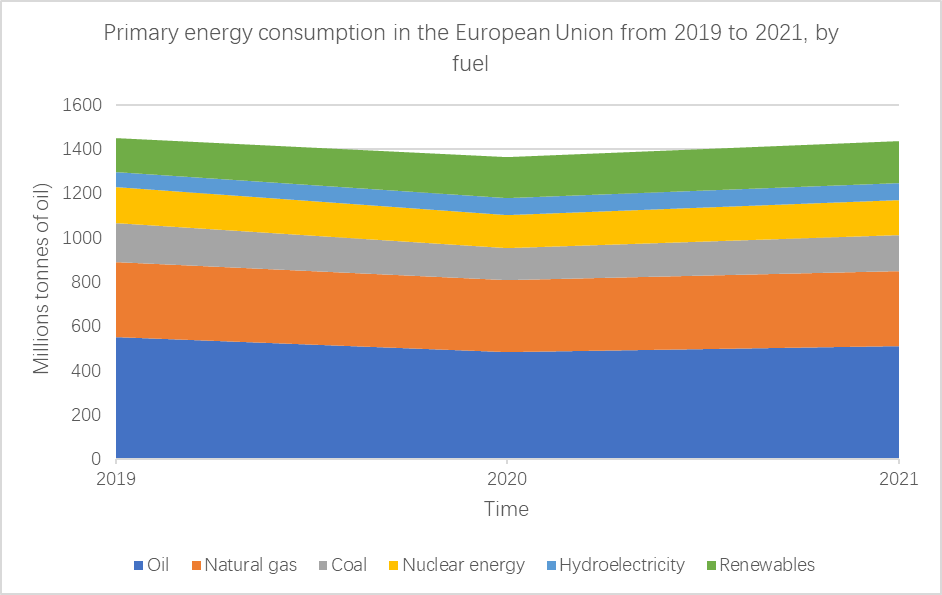 Primary energy consumption in the European Union from 2019 to 2021, by
fuel
Millions tonnes of oil)
1600
1400
1200
1000
800
600
400
200
0
2019 2020 2021
Time
Oil Natural gas Coal Nuclear energy Hydroelectricity Renewables